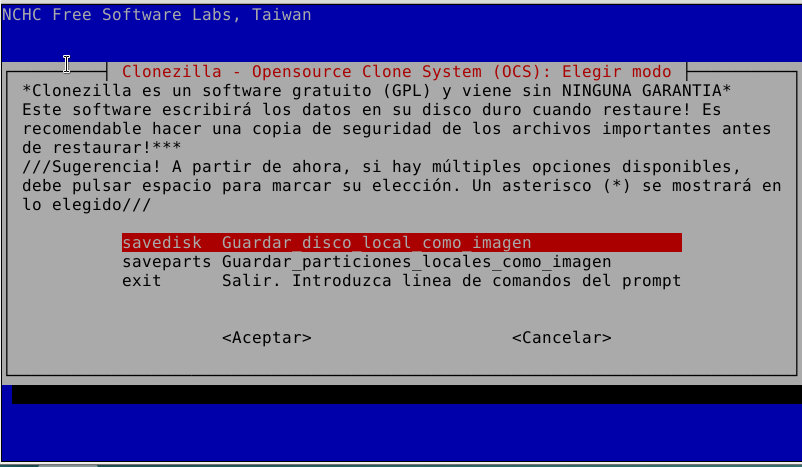 NCHC Free Software Labs, Taiwan
Clonezilla - Opensource Clone System (OCS): Elegir modo
*Clonezilla es un software gratuito (GPL) y viene sin NINGUNA GARANTIA*
Este software escribirá los datos en su disco duro cuando restaure! Es
recomendable hacer una copia de seguridad de los archivos importantes antes
de restaurar!***
///Sugerencia! A partir de ahora, si hay múltiples opciones disponibles,
debe pulsar espacio para marcar su elección. Un asterisco (*) se mostrará en
lo elegido///
savedisk Guardar_disco_local_como_imagen
saveparts Guardar_particiones_locales_como_imagen
exit Salir. Introduzca linea de comandos del prompt
<Aceptar> <Cancelar>